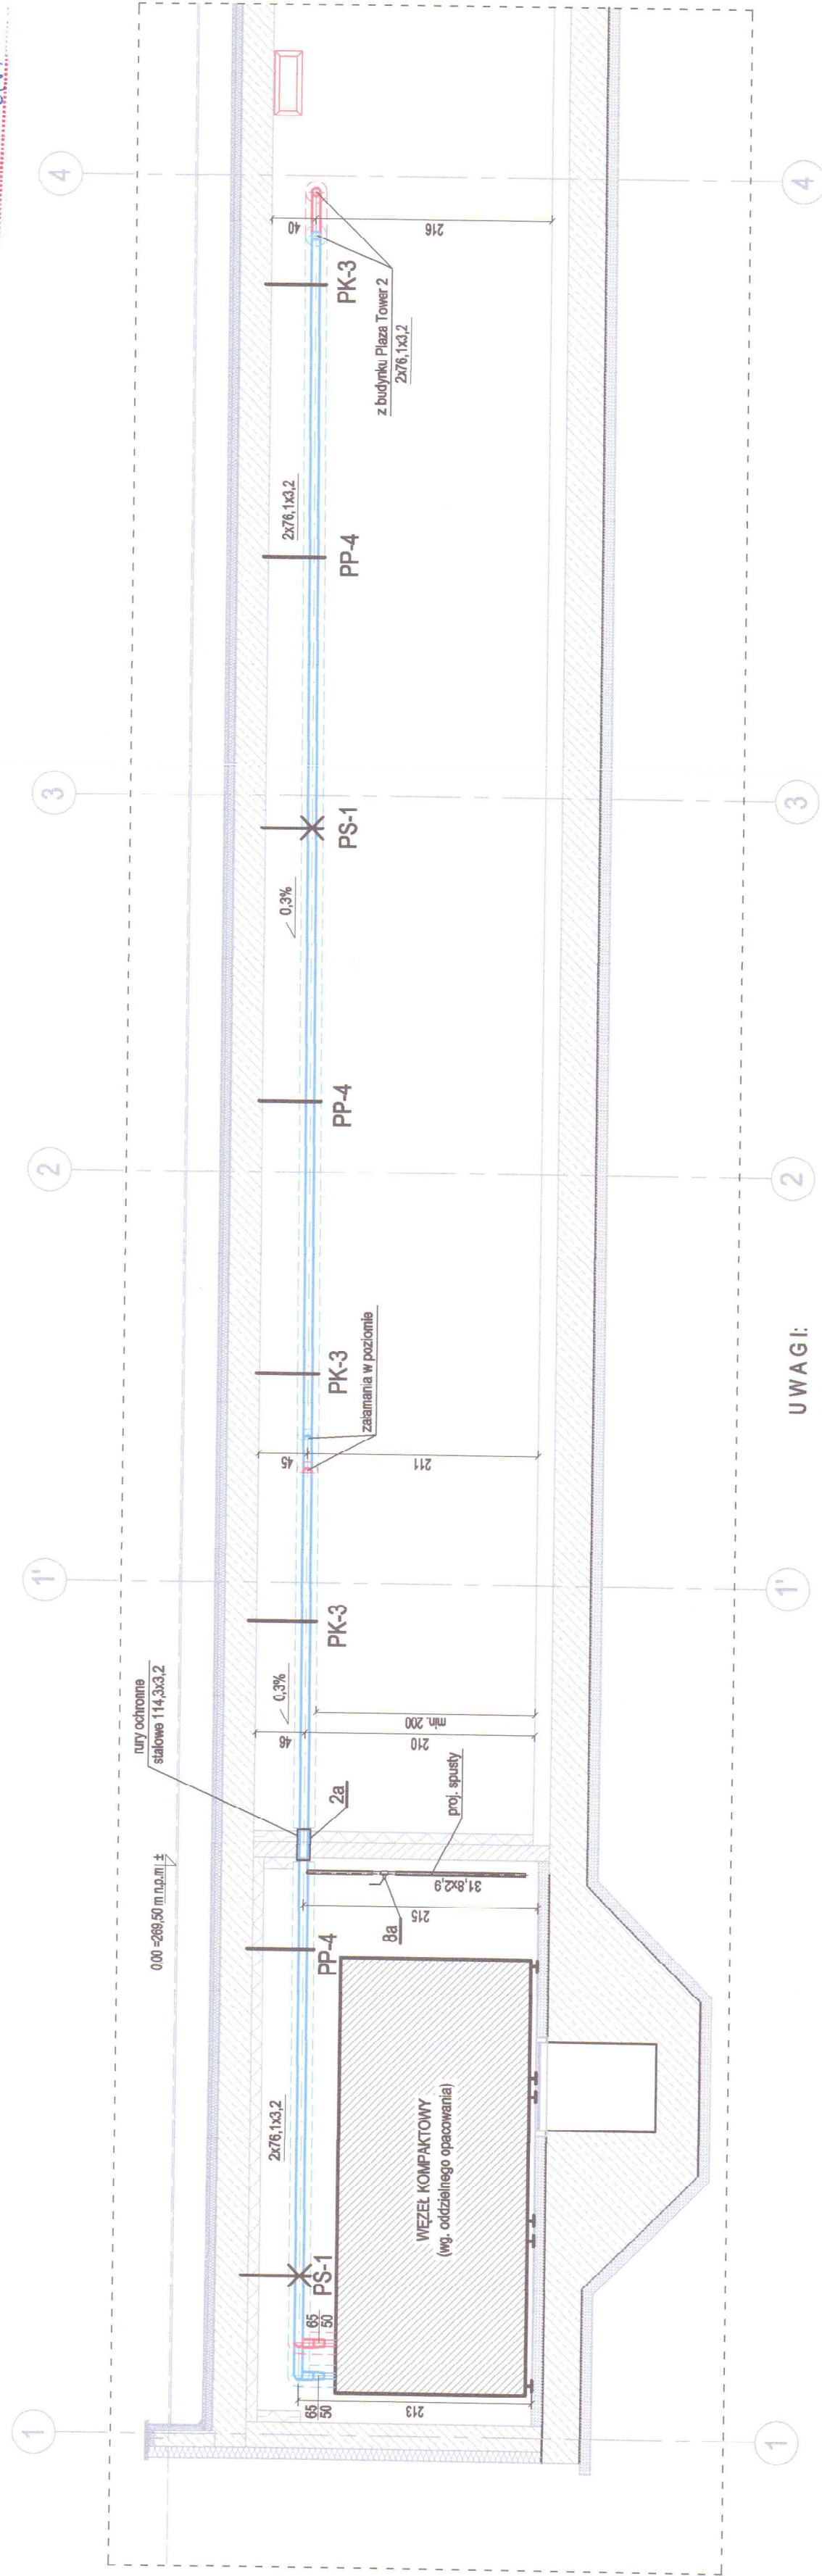 1
1'
2
3
4
0.00 =269,50 m n.p.m ±
rury ochronne
stalowe 114,3x3,2
PS-1
2x76,1x3,2
PP-4
2a
0,3%
PK-3
PK-3
PP-4
0,3%
PS-1
PP-4
2x76,1x3,2
PK-3
z budynku Plaza Tower 2
2x76,1x3,2
załamania w poziomie
65
50
65
50
213
215
8a
31,8x2,9
proj. spusty
46
210
min. 200
45
211
40
216
WĘZEŁ KOMPAKTOWY
(wg. oddzielnego opacowania)
1
1'
2
3
4
U W A G I: